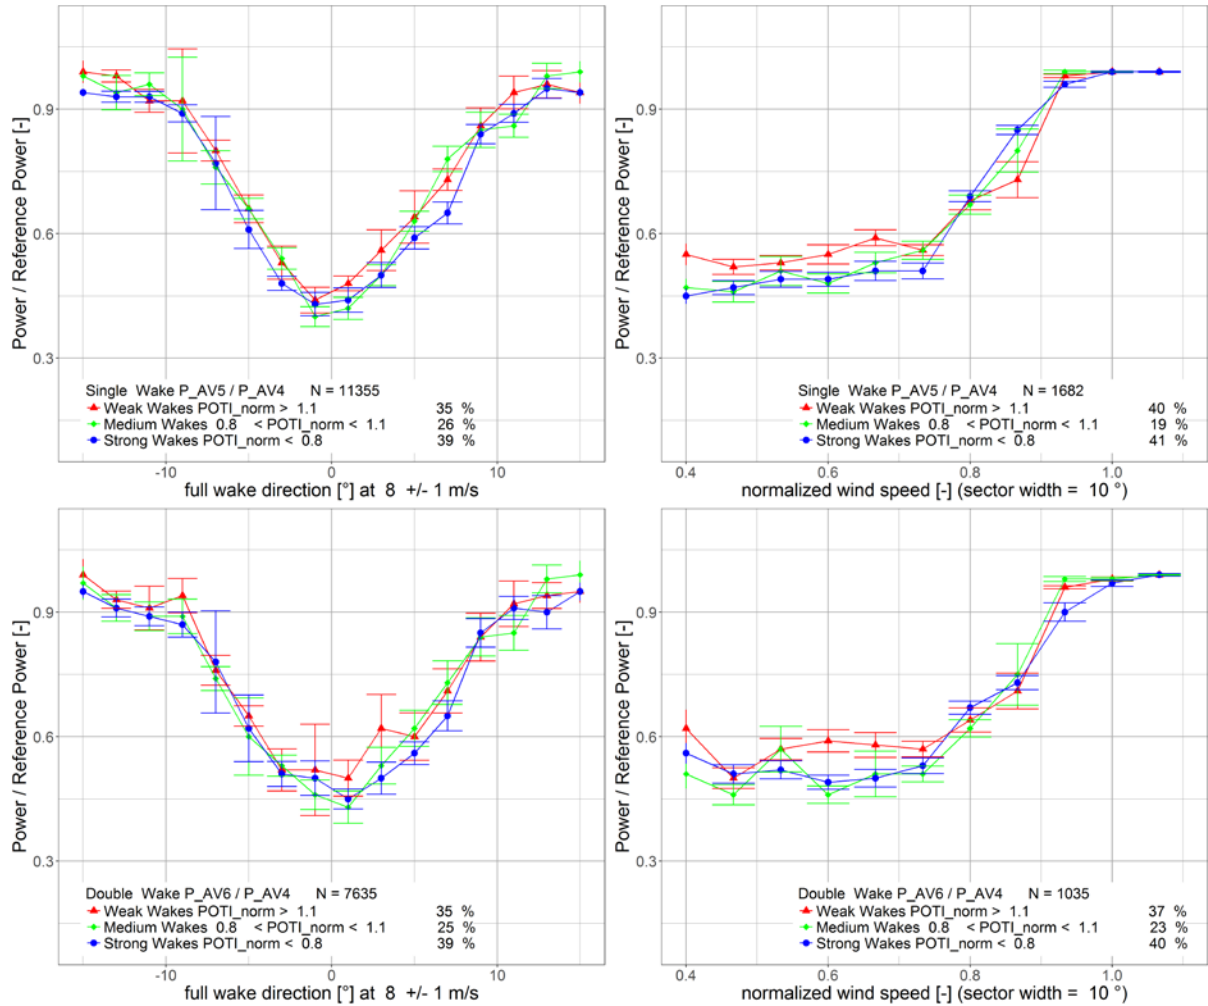 Power / Reference Power [-]
0.9
0.6
0.3
Single Wake P_AV5 / P_AV4 N = 11355
Weak Wakes POTI_norm > 1.1 35 %
Medium Wakes 0.8 < POTI_norm < 1.1 26 %
Strong Wakes POTI_norm < 0.8 39 %
-10 0 10
full wake direction [°] at 8 +/- 1 m/s
Power / Reference Power [-]
0.9
0.6
0.3
Single Wake P_AV5 / P_AV4 N = 1682
Weak Wakes POTI_norm > 1.1 40 %
Medium Wakes 0.8 < POTI_norm < 1.1 19 %
Strong Wakes POTI_norm < 0.8 41 %
0.4 0.6 0.8 1.0
normalized wind speed [-] (sector width = 10 °)
Power / Reference Power [-]
0.9
0.6
0.3
Double Wake P_AV6 / P_AV4 N = 7635
Weak Wakes POTI_norm > 1.1 35 %
Medium Wakes 0.8 < POTI_norm < 1.1 25 %
Strong Wakes POTI_norm < 0.8 39 %
-10 0 10
full wake direction [°] at 8 +/- 1 m/s
Power / Reference Power [-]
0.9
0.6
0.3
Double Wake P_AV6 / P_AV4 N = 1035
Weak Wakes POTI_norm > 1.1 37 %
Medium Wakes 0.8 < POTI_norm < 1.1 23 %
Strong Wakes POTI_norm < 0.8 40 %
0.4 0.6 0.8 1.0
normalized wind speed [-] (sector width = 10 °)